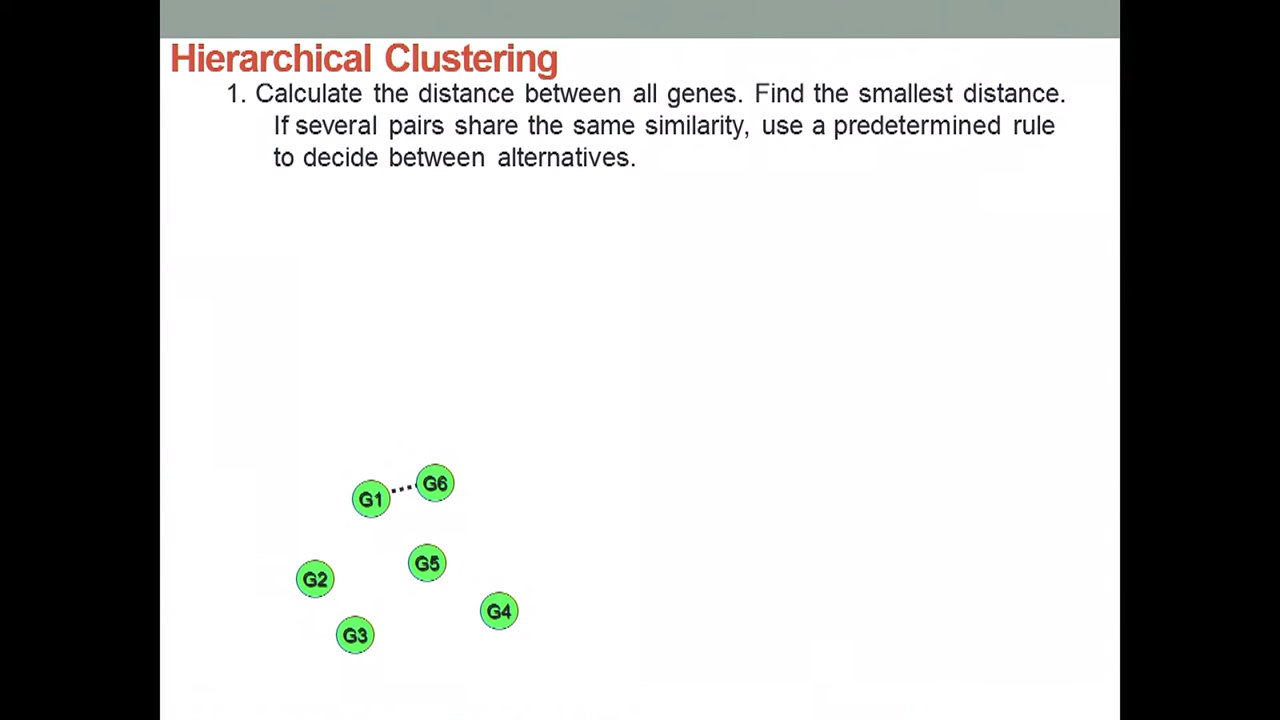 Hierarchical Clustering
1. Calculate the distance between all genes. Find the smallest distance.
If several pairs share the same similarity, use a predetermined rule
to decide between alternatives.
G1
G6
G5
G2
G4
G3